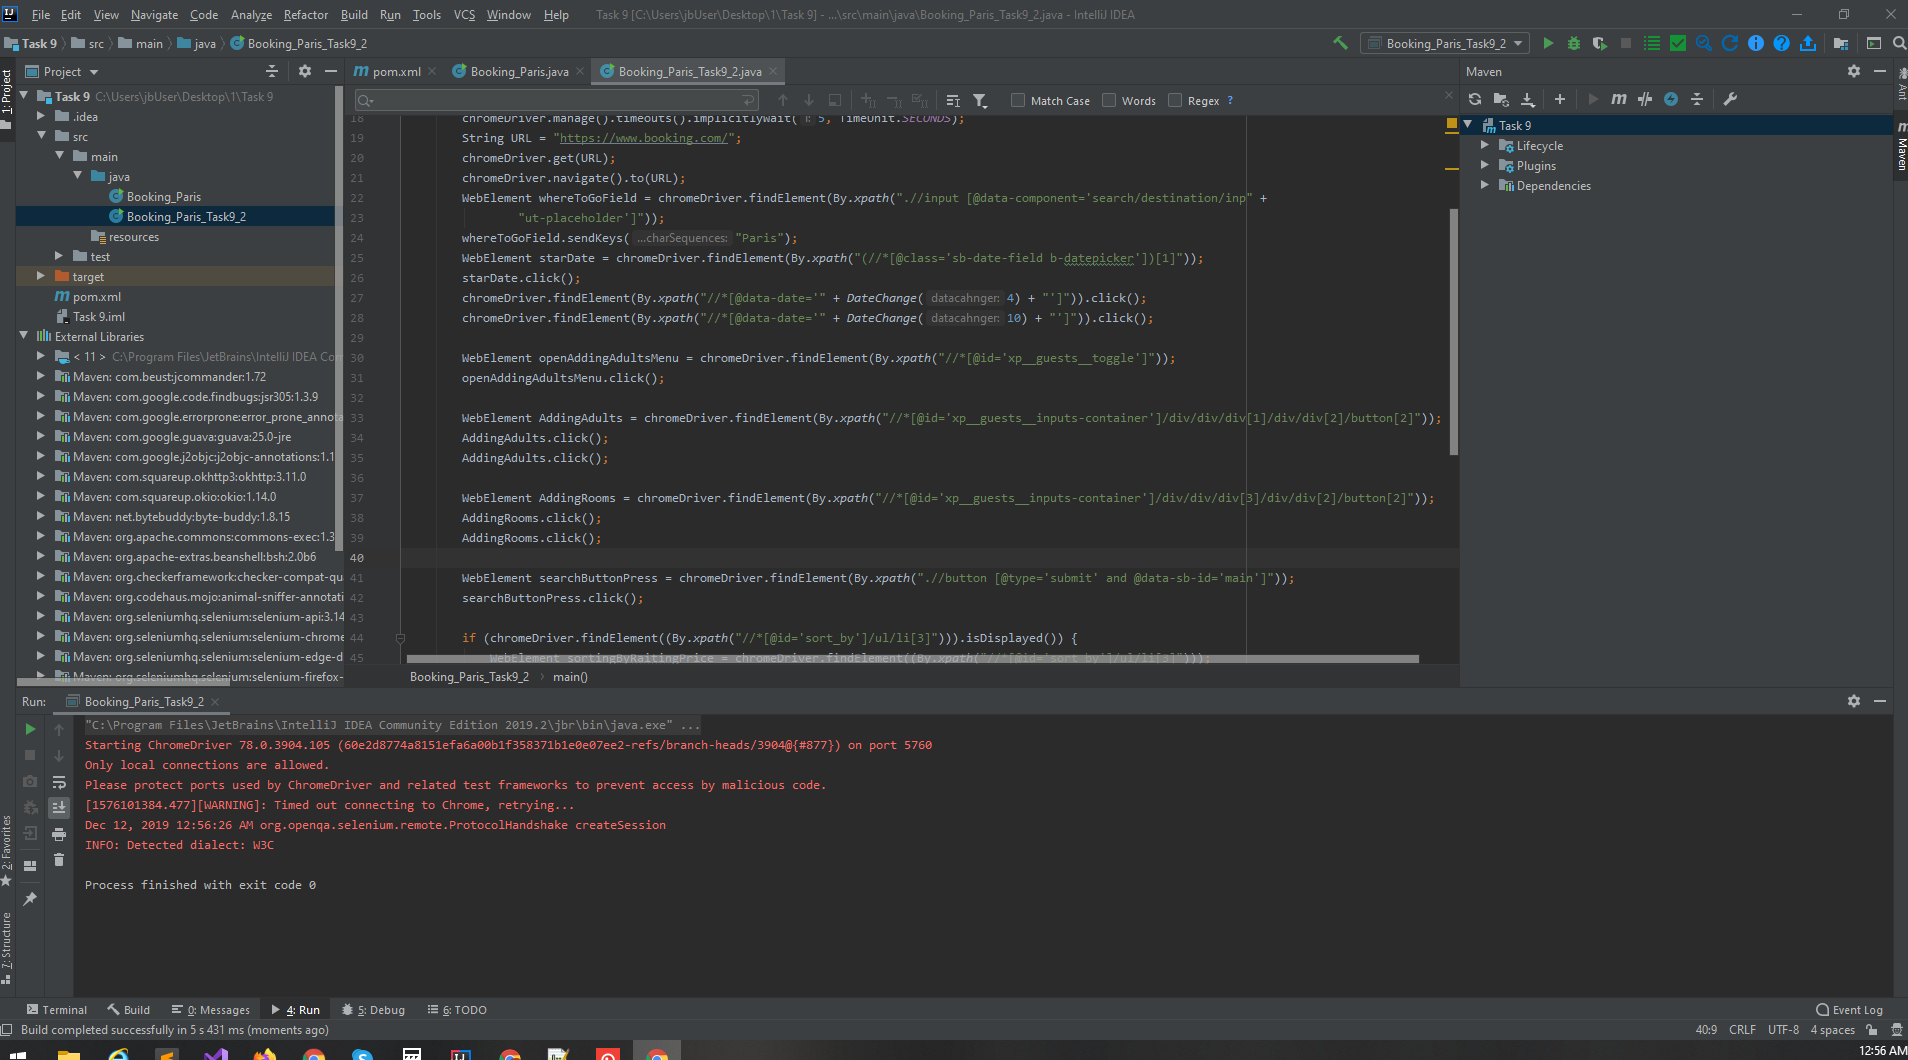 File Edit View Navigate Code Analyze Refactor Build Run Tools VCS Window Help Task 9 [C:\Users\jbUser\Desktop\1\Task 9] - ...\src\main\java\Booking_Paris_Task9_2.java - IntelliJ IDEA
Task 9 src main java Booking_Paris_Task9_2
Booking_Paris_Task9_2
Project
pom.xml Booking_Paris.java Booking_Paris_Task9_2.java
Maven
Match Case Words Regex ?
1: Project
Ant
Maven
Task 9 C:\Users\jbUser\Desktop\1\Task 9
.idea
src
main
java
Booking_Paris
Booking_Paris_Task9_2
resources
test
target
pom.xml
Task 9.iml
External Libraries
< 11 > C:\Program Files\JetBrains\IntelliJ IDEA Com
Maven: com.beust:jcommander:1.72
Maven: com.google.code.findbugs:jsr305:1.3.9
Maven: com.google.errorprone:error_prone_annota
Maven: com.google.guava:guava:25.0-jre
Maven: com.google.j2objc:j2objc-annotations:1.1
Maven: com.squareup.okhttp3:okhttp:3.11.0
Maven: com.squareup.okio:okio:1.14.0
Maven: net.bytebuddy:byte-buddy:1.8.15
Maven: org.apache.commons:commons-exec:1.3
Maven: org.apache-extras.beanshell:bsh:2.0b6
Maven: org.checkerframework:checker-compat-qua
Maven: org.codehaus.mojo:animal-sniffer-annotati
Maven: org.seleniumhq.selenium:selenium-api:3.14
Maven: org.seleniumhq.selenium:selenium-chrome
Maven: org.seleniumhq.selenium:selenium-edge-d
Maven: org.seleniumhq.selenium:selenium-firefox-
18 chromeDriver.manage().timeouts().implicitlyWait( l: 5, TimeUnit.SECONDS);
19 String URL = "https://www.booking.com/";
20 chromeDriver.get(URL);
21 chromeDriver.navigate().to(URL);
22 WebElement whereToGoField = chromeDriver.findElement(By.xpath(".//input [@data-component='search/destination/inp" +
23 "ut-placeholder']"));
24 whereToGoField.sendKeys( ...charSequences: "Paris");
25 WebElement starDate = chromeDriver.findElement(By.xpath("(//*[@class='sb-date-field b-datepicker'])[1]"));
26 starDate.click();
27 chromeDriver.findElement(By.xpath("//*[@data-date='" + DateChange( datacahnger: 4) + "']")).click();
28 chromeDriver.findElement(By.xpath("//*[@data-date='" + DateChange( datacahnger: 10) + "']")).click();
29
30 WebElement openAddingAdultsMenu = chromeDriver.findElement(By.xpath("//*[@id='xp__guests__toggle']"));
31 openAddingAdultsMenu.click();
32
33 WebElement AddingAdults = chromeDriver.findElement(By.xpath("//*[@id='xp__guests__inputs-container']/div/div/div[1]/div/div[2]/button[2]"));
34 AddingAdults.click();
35 AddingAdults.click();
36
37 WebElement AddingRooms = chromeDriver.findElement(By.xpath("//*[@id='xp__guests__inputs-container']/div/div/div[3]/div/div[2]/button[2]"));
38 AddingRooms.click();
39 AddingRooms.click();
40
41 WebElement searchButtonPress = chromeDriver.findElement(By.xpath(".//button [@type='submit' and @data-sb-id='main']"));
42 searchButtonPress.click();
43
44 if (chromeDriver.findElement((By.xpath("//*[@id='sort_by']/ul/li[3]"))).isDisplayed()) {
45 WebElement sortingByRaitingPrice = chromeDriver.findElement((By.xpath("//*[@id='sort_by']/ul/li[3]")));
Booking_Paris_Task9_2 main()
Task 9
Lifecycle
Plugins
Dependencies
Run: Booking_Paris_Task9_2
"C:\Program Files\JetBrains\IntelliJ IDEA Community Edition 2019.2\jbr\bin\java.exe" ...
Starting ChromeDriver 78.0.3904.105 (60e2d8774a8151efa6a00b1f358371b1e0e07ee2-refs/branch-heads/3904@{#877}) on port 5760
Only local connections are allowed.
Please protect ports used by ChromeDriver and related test frameworks to prevent access by malicious code.
[1576101384.477][WARNING]: Timed out connecting to Chrome, retrying...
Dec 12, 2019 12:56:26 AM org.openqa.selenium.remote.ProtocolHandshake createSession
INFO: Detected dialect: W3C
Process finished with exit code 0
2: Favorites
7: Structure
Terminal Build 0: Messages 4: Run 5: Debug 6: TODO Event Log
Build completed successfully in 5 s 431 ms (moments ago) 40:9 CRLF UTF-8 4 spaces
12:56 AM